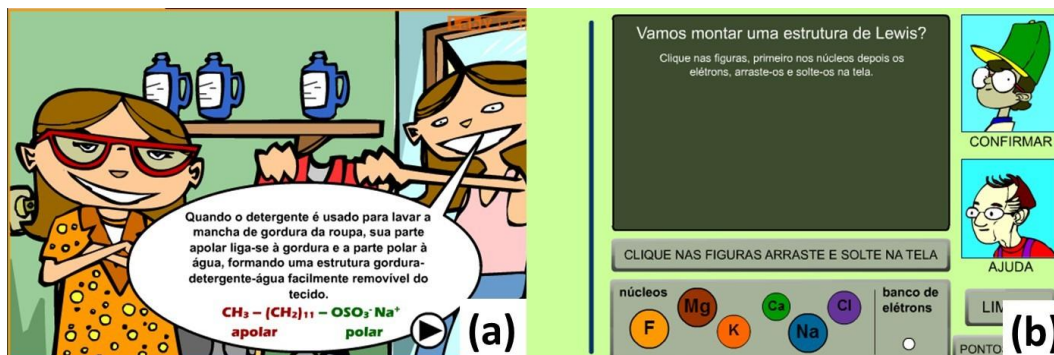 Quando o detergente é usado para lavar a
mancha de gordura da roupa, sua parte
apolar liga-se à gordura e a parte polar à
água, formando uma estrutura gordura-
detergente-água facilmente removível do
tecido.
CH₃ – (CH₂)₁₁ – OSO₃⁻Na⁺
apolar polar
(a)
Vamos montar uma estrutura de Lewis?
Clique nas figuras, primeiro nos núcleos depois os
elétrons, arraste-os e solte-os na tela.
CONFIRMAR
AJUDA
CLIQUE NAS FIGURAS ARRASTE E SOLTE NA TELA
núcleos
F
Mg
K
Ca
Na
Cl
banco de
elétrons
(b)